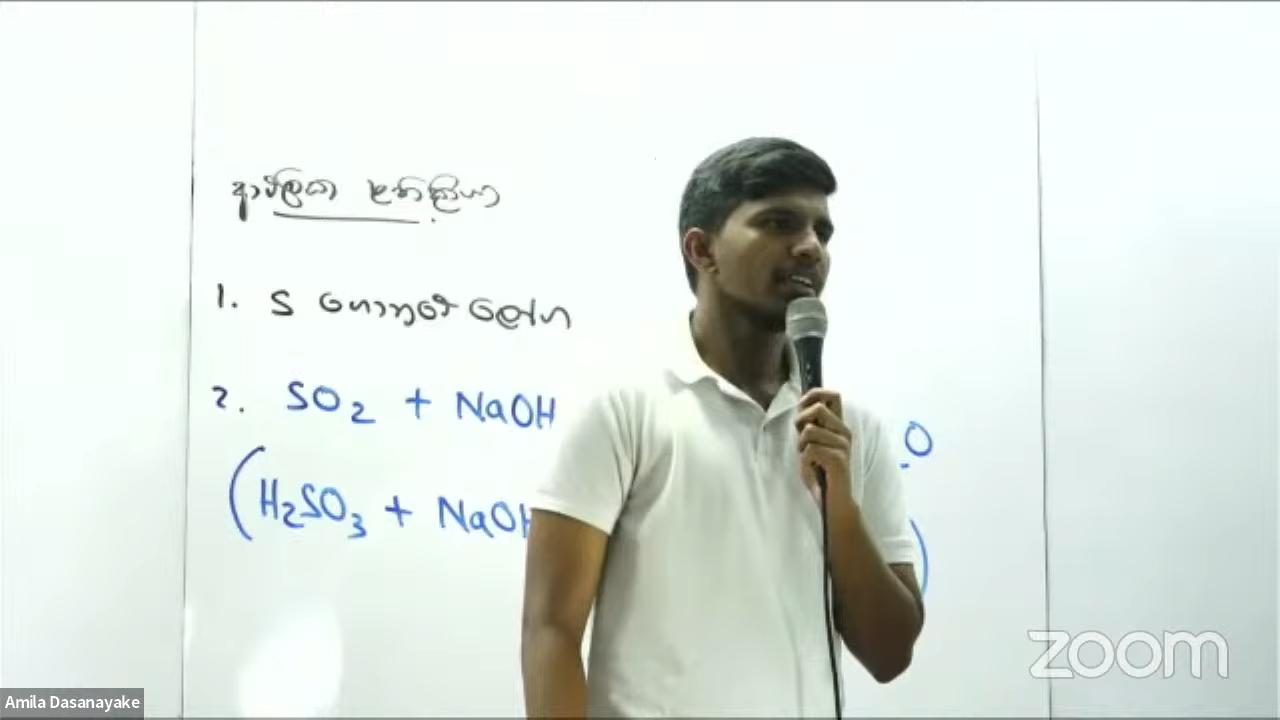 ආම්ලික ප්‍රතික්‍රියා
1. S
2. SO₂ + NaOH
O
(H₂SO₃ + NaOH
)
zoom
Amila Dasanayake